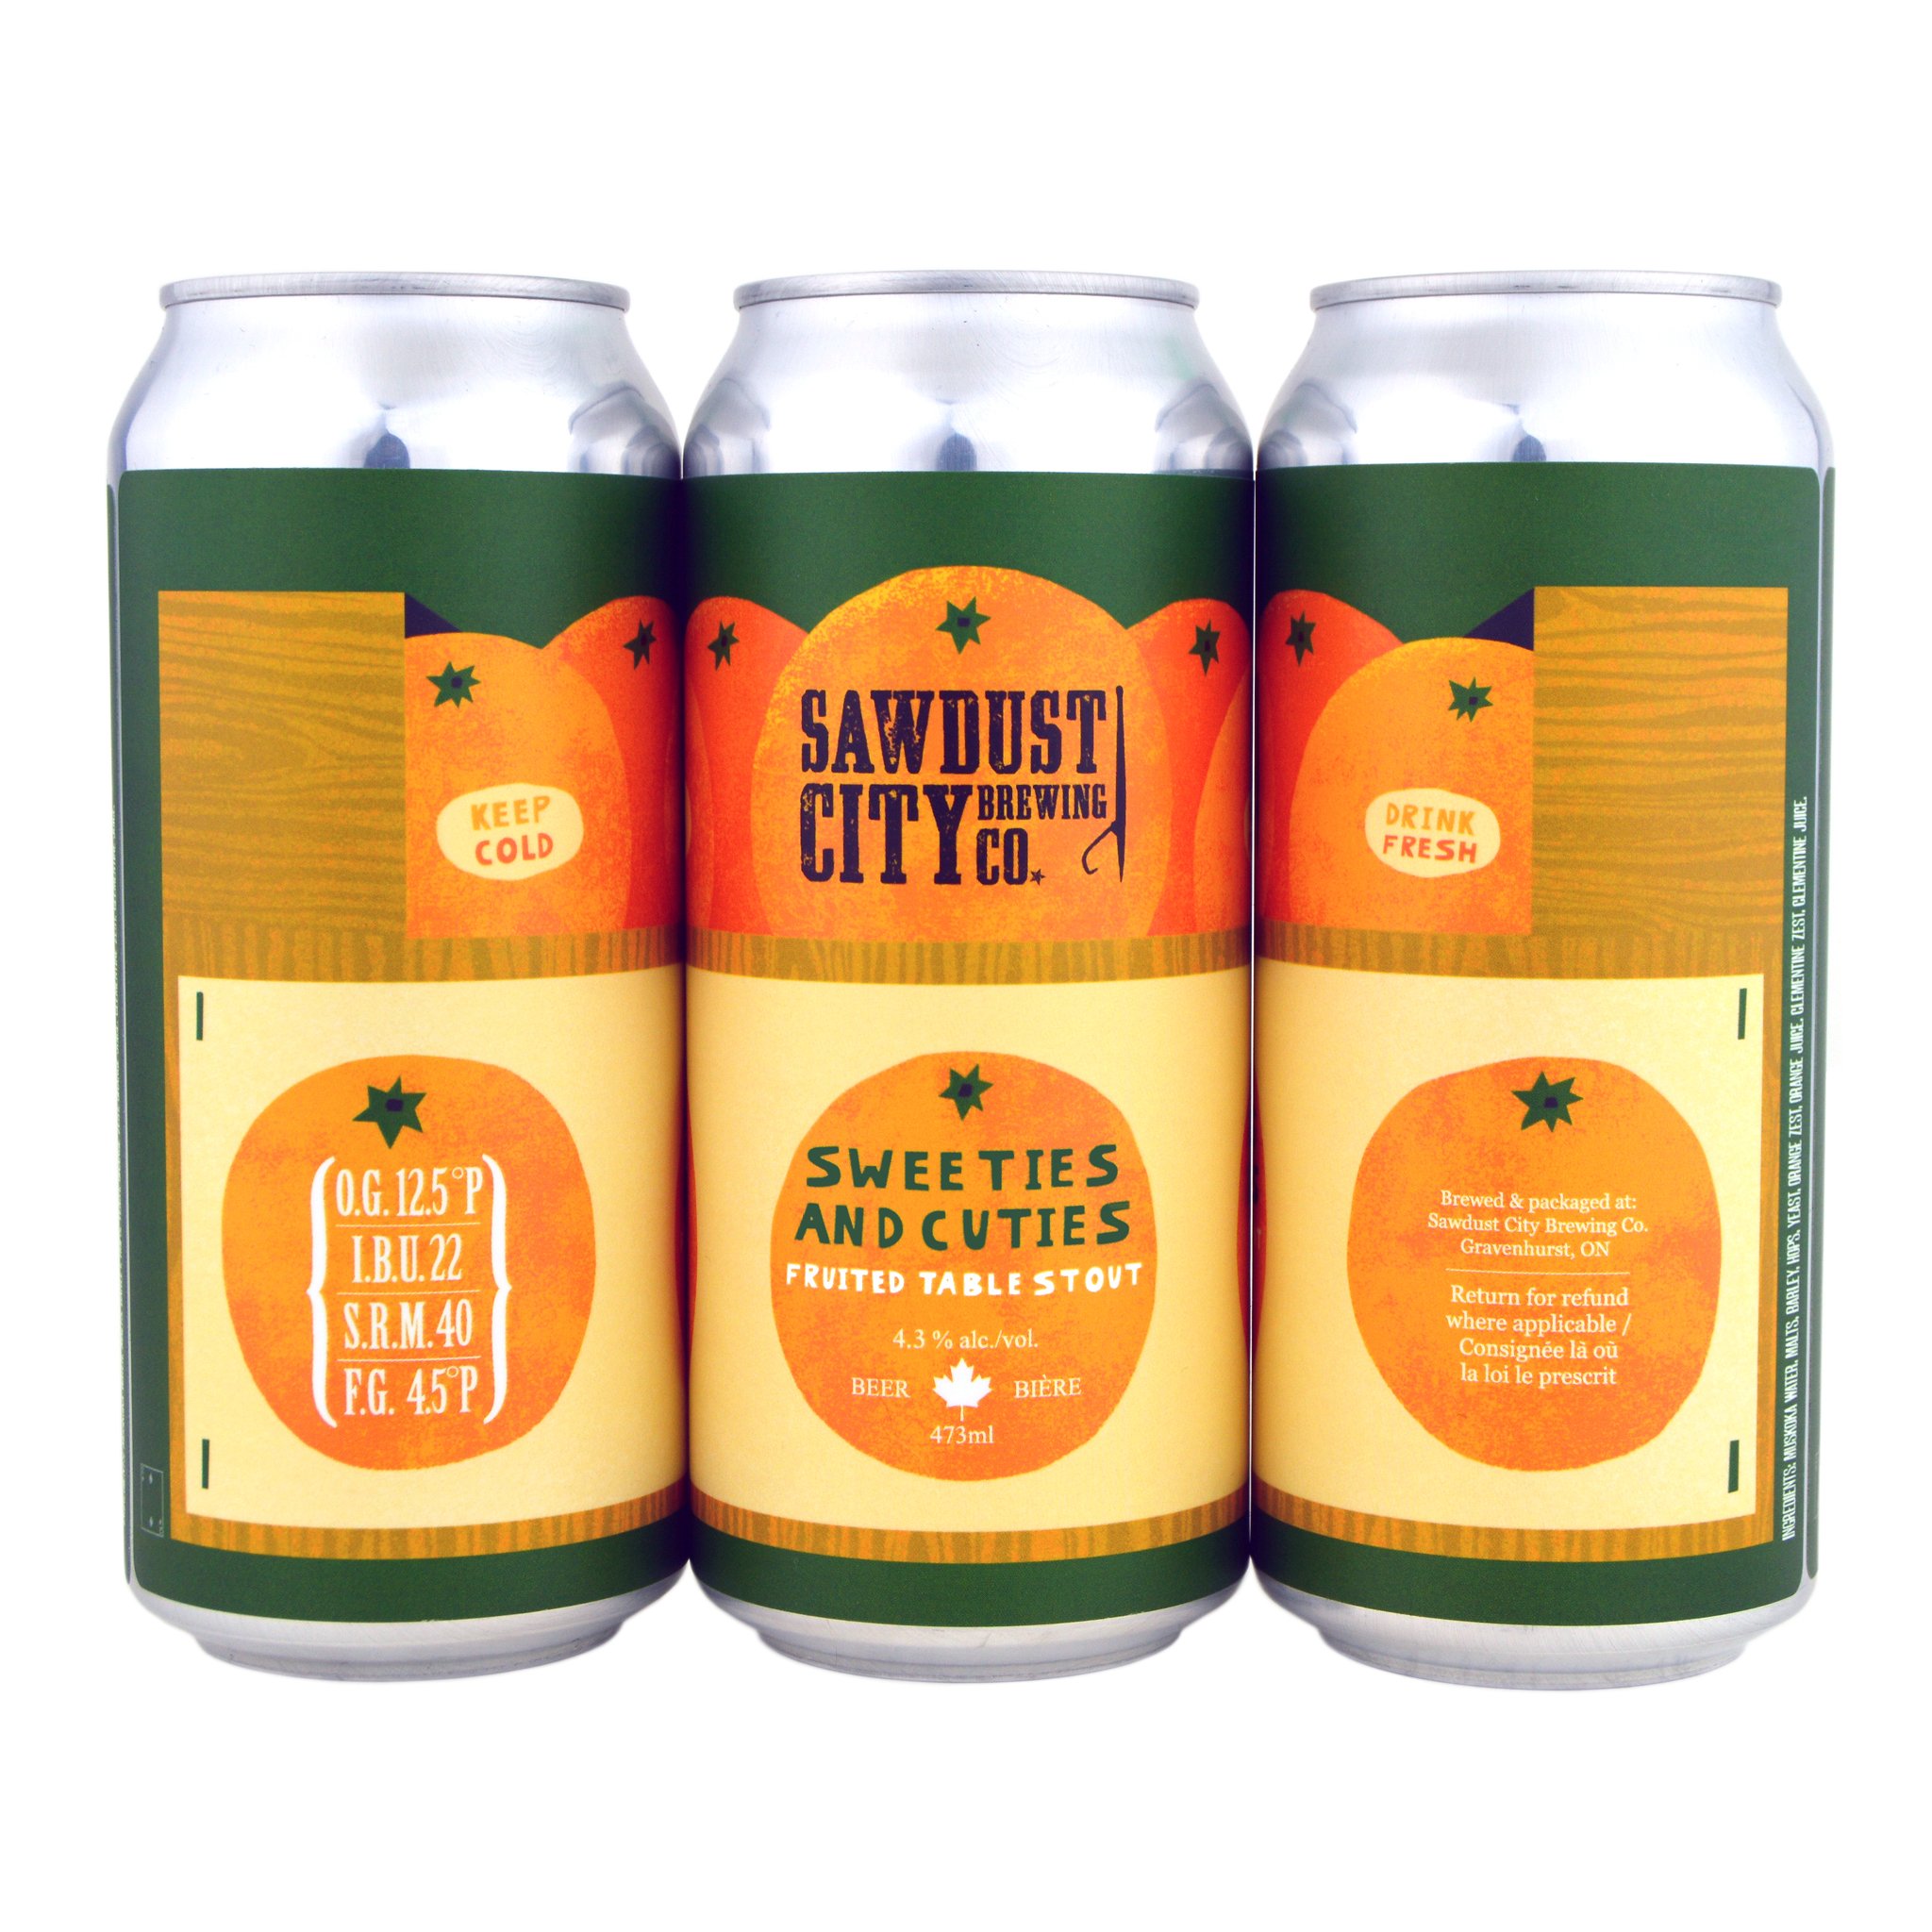 KEEP
COLD
O.G. 12.5°P
I.B.U. 22
S.R.M. 40
F.G. 4.5°P
SAWDUST
CITY BREWING
CO.
SWEETIES
AND CUTIES
FRUITED TABLE STOUT
4.3 % alc./vol.
BEER BIÈRE
473ml
DRINK
FRESH
Brewed & packaged at:
Sawdust City Brewing Co.
Gravenhurst, ON
Return for refund
where applicable /
Consignée là où
la loi le prescrit
INGREDIENTS: MUSKOKA WATER, MALTS, BARLEY, HOPS, YEAST, ORANGE ZEST, ORANGE JUICE, CLEMENTINE ZEST, CLEMENTINE JUICE.